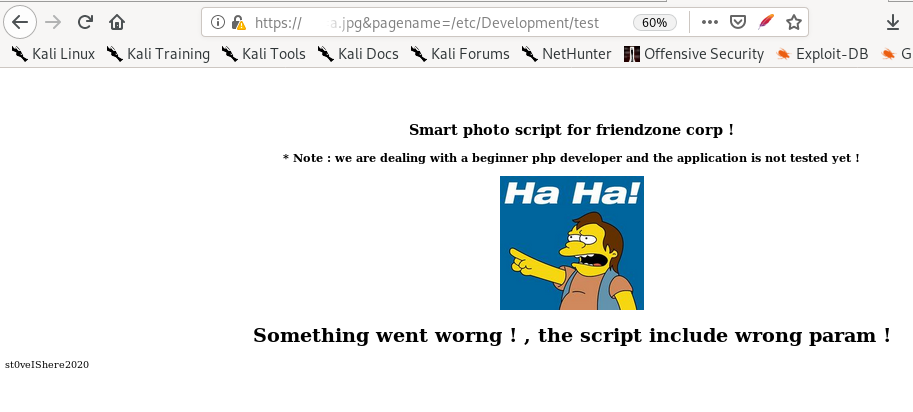 https:// a.jpg&pagename=/etc/Development/test 60%
Kali Linux Kali Training Kali Tools Kali Docs Kali Forums NetHunter Offensive Security Exploit-DB G
Smart photo script for friendzone corp !
* Note : we are dealing with a beginner php developer and the application is not tested yet !
Ha Ha!
Something went worng ! , the script include wrong param !
st0veIShere2020